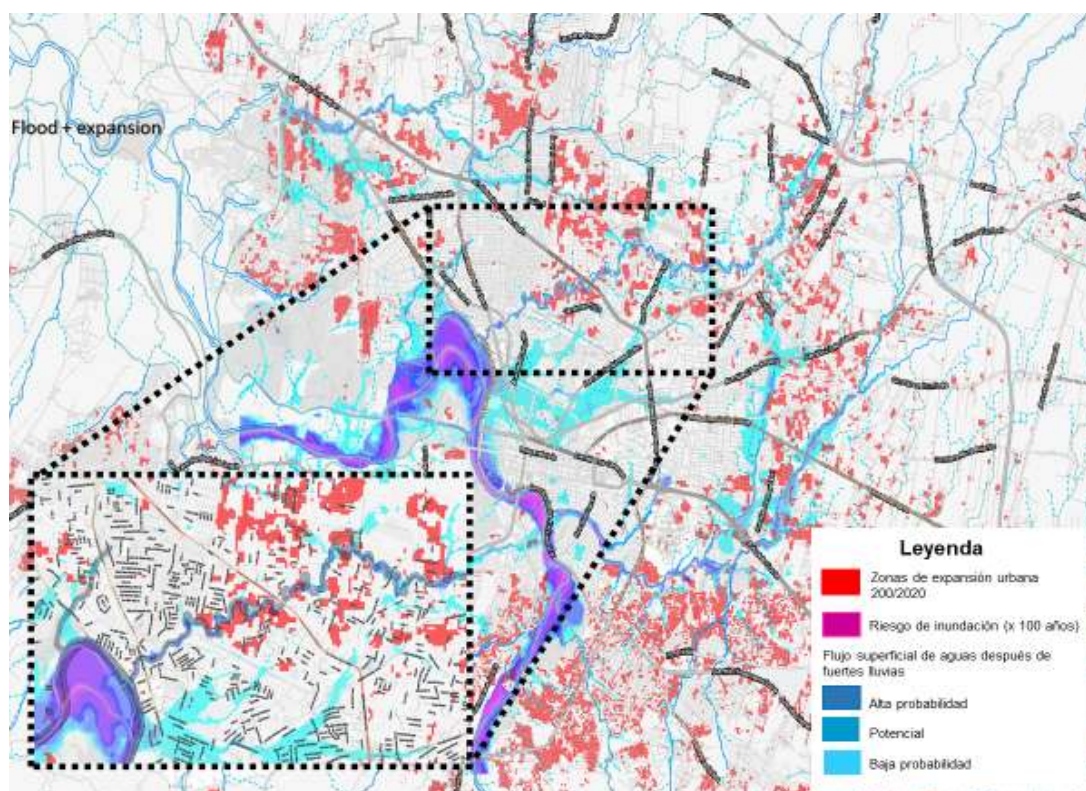 Flood + expansion
Leyenda
Zonas de expansión urbana
200/2020
Riesgo de inundación (x 100 años)
Flujo superficial de aguas después de
fuertes lluvias
Alta probabilidad
Potencial
Baja probabilidad